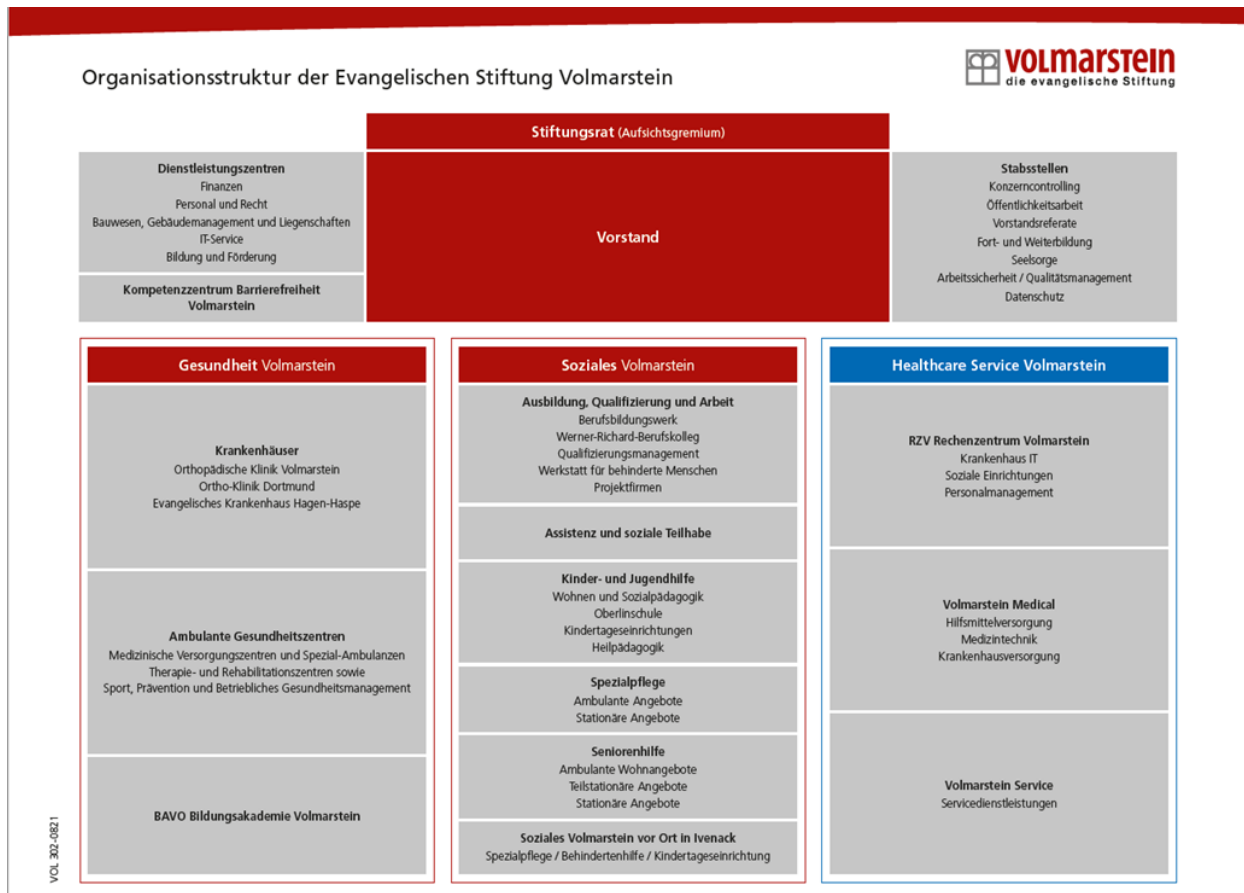 Organisationsstruktur der Evangelischen Stiftung Volmarstein
VOLMARSTEIN
die evangelische Stiftung
Stiftungsrat (Aufsichtsgremium)
Dienstleistungszentren
Finanzen
Personal und Recht
Bauwesen, Gebäudemanagement und Liegenschaften
IT-Service
Bildung und Förderung
Kompetenzzentrum Barrierefreiheit
Volmarstein
Vorstand
Stabsstellen
Konzerncontrolling
Öffentlichkeitsarbeit
Vorstandsreferate
Fort- und Weiterbildung
Seelsorge
Arbeitssicherheit / Qualitätsmanagement
Datenschutz
Gesundheit Volmarstein
Krankenhäuser
Orthopädische Klinik Volmarstein
Ortho-Klinik Dortmund
Evangelisches Krankenhaus Hagen-Haspe
Ambulante Gesundheitszentren
Medizinische Versorgungszentren und Spezial-Ambulanzen
Therapie- und Rehabilitationszentren sowie
Sport, Prävention und Betriebliches Gesundheitsmanagement
BAVO Bildungsakademie Volmarstein
Soziales Volmarstein
Ausbildung, Qualifizierung und Arbeit
Berufsbildungswerk
Werner-Richard-Berufskolleg
Qualifizierungsmanagement
Werkstatt für behinderte Menschen
Projektfirmen
Assistenz und soziale Teilhabe
Kinder- und Jugendhilfe
Wohnen und Sozialpädagogik
Oberlinschule
Kindertageseinrichtungen
Heilpädagogik
Spezialpflege
Ambulante Angebote
Stationäre Angebote
Seniorenhilfe
Ambulante Wohnangebote
Teilstationäre Angebote
Stationäre Angebote
Soziales Volmarstein vor Ort in Ivenack
Spezialpflege / Behindertenhilfe / Kindertageseinrichtung
Healthcare Service Volmarstein
RZV Rechenzentrum Volmarstein
Krankenhaus IT
Soziale Einrichtungen
Personalmanagement
Volmarstein Medical
Hilfsmittelversorgung
Medizintechnik
Krankenhausversorgung
Volmarstein Service
Servicedienstleistungen
VOL 302-0821